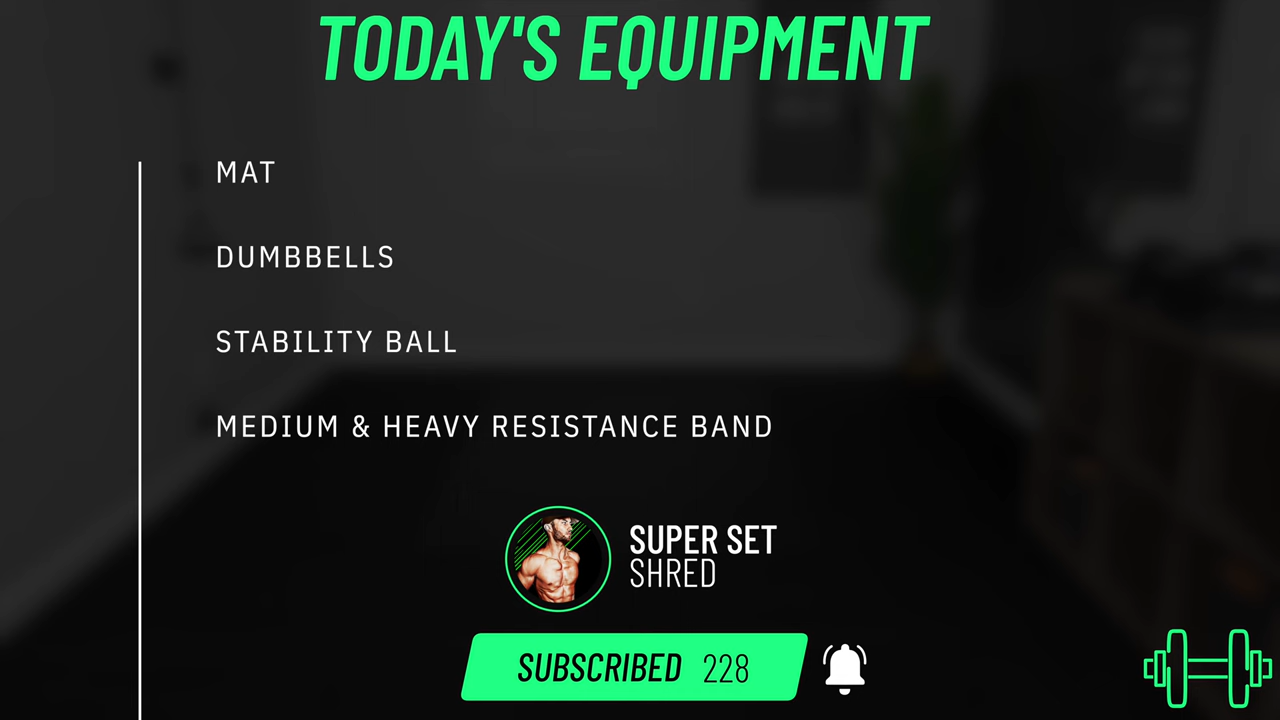 TODAY'S EQUIPMENT
MAT
DUMBBELLS
STABILITY BALL
MEDIUM & HEAVY RESISTANCE BAND
SUPER SET
SHRED
SUBSCRIBED 228